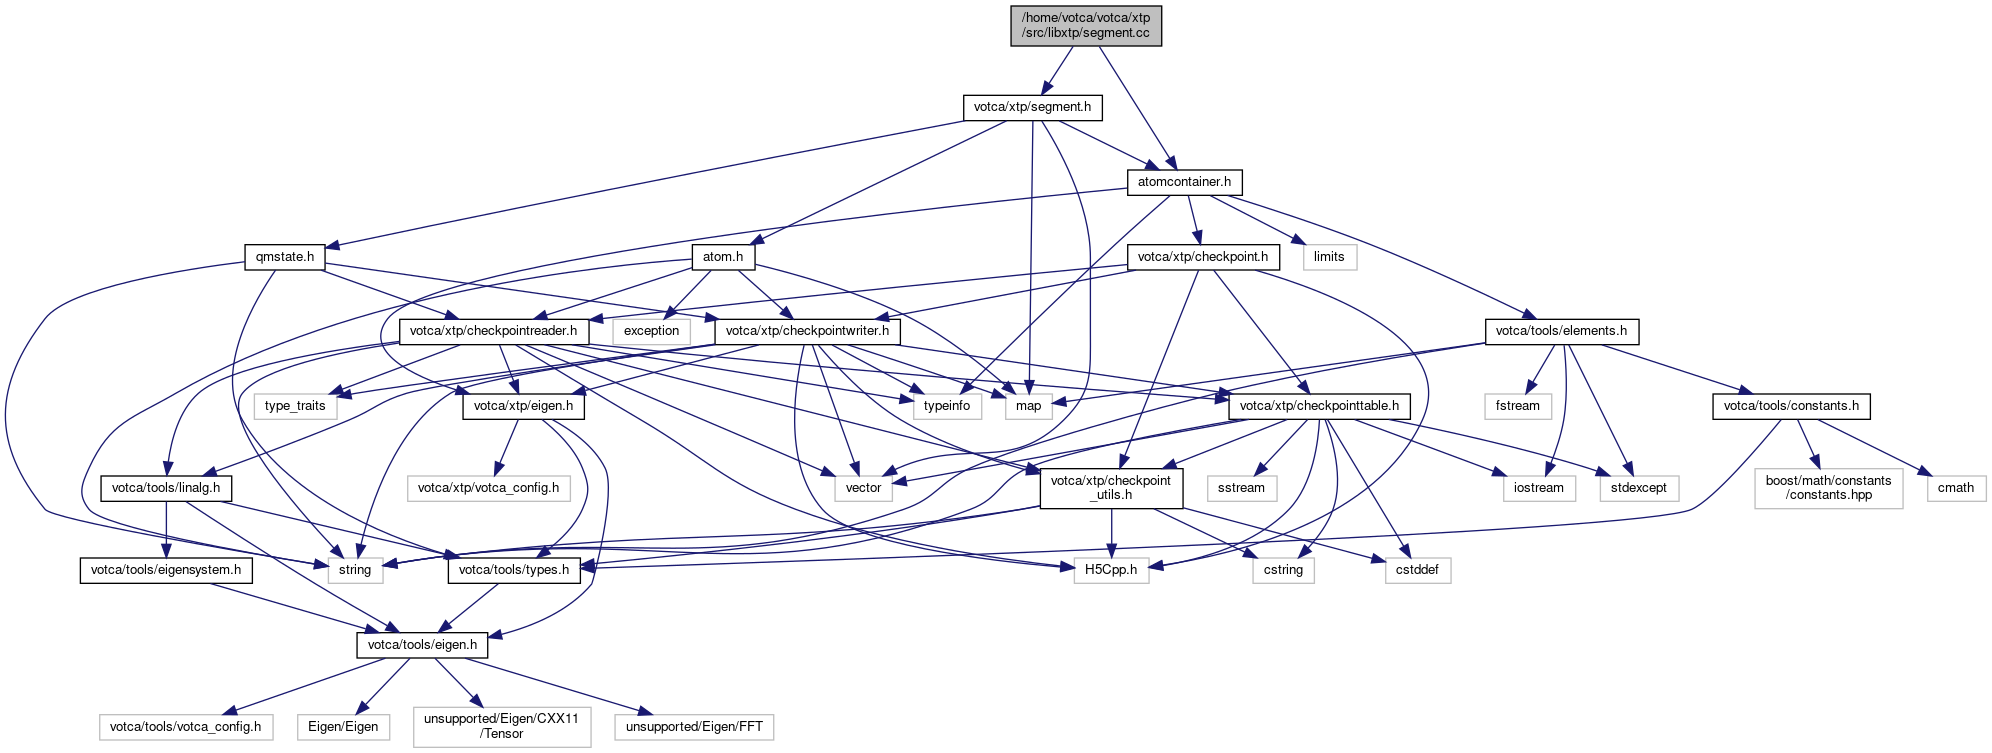 /home/votca/votca/xtp
/src/libxtp/segment.cc
votca/xtp/segment.h
atomcontainer.h
qmstate.h
atom.h
votca/xtp/checkpoint.h
limits
votca/xtp/checkpointreader.h
exception
votca/xtp/checkpointwriter.h
votca/tools/elements.h
type_traits
votca/xtp/eigen.h
typeinfo
map
votca/xtp/checkpointtable.h
fstream
votca/tools/constants.h
votca/tools/linalg.h
votca/xtp/votca_config.h
vector
votca/xtp/checkpoint
_utils.h
sstream
iostream
stdexcept
boost/math/constants
/constants.hpp
cmath
votca/tools/eigensystem.h
string
votca/tools/types.h
H5Cpp.h
cstring
cstddef
votca/tools/eigen.h
votca/tools/votca_config.h
Eigen/Eigen
unsupported/Eigen/CXX11
/Tensor
unsupported/Eigen/FFT